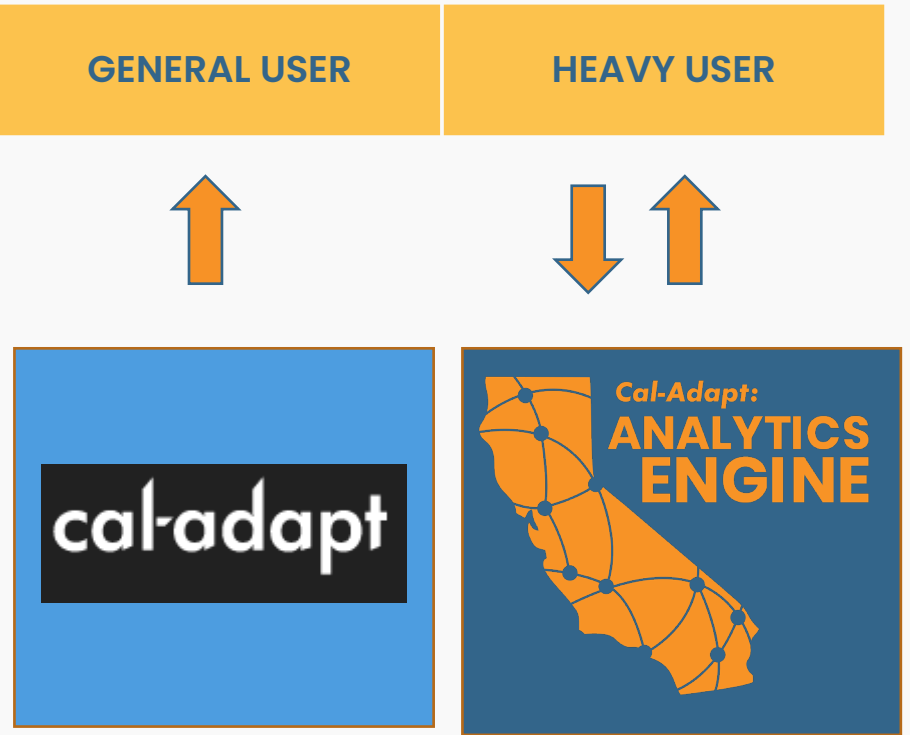 GENERAL USER
HEAVY USER
cal-adapt
Cal-Adapt:
ANALYTICS
ENGINE